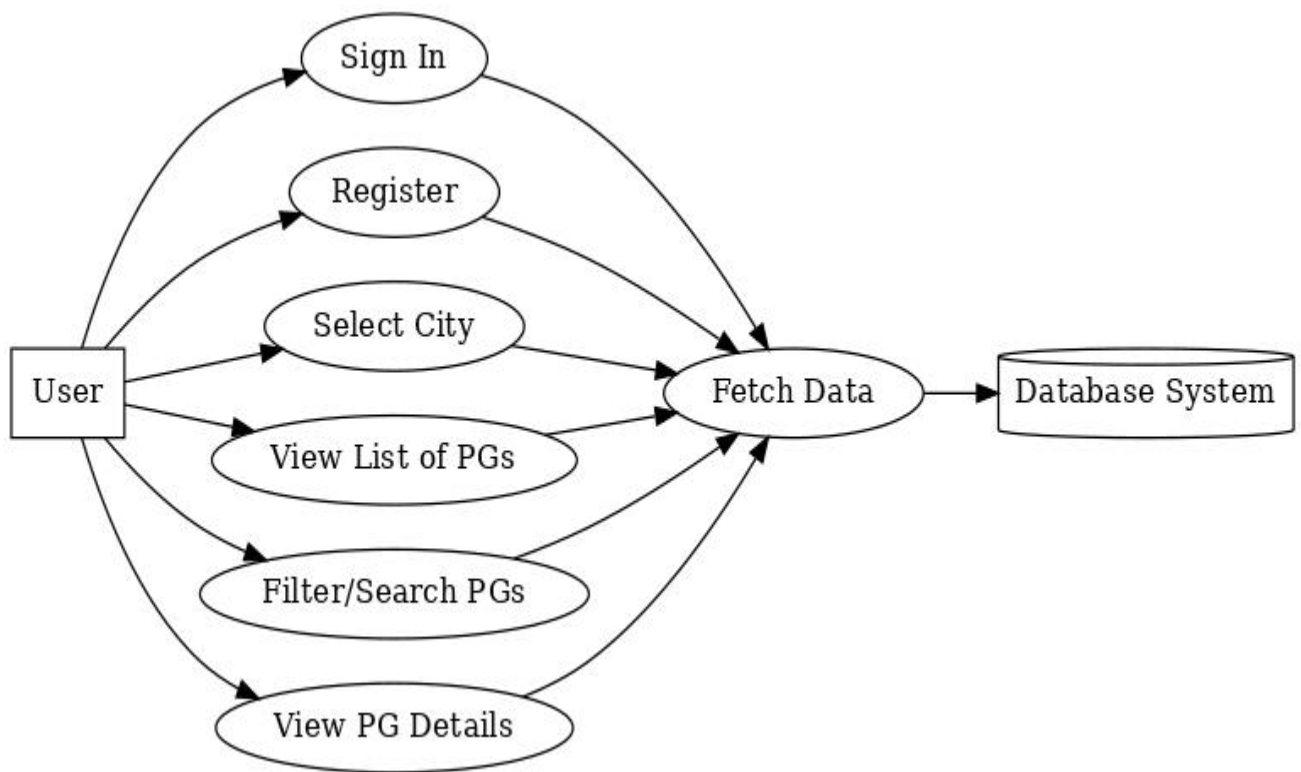 Sign In
Register
Select City
User
Fetch Data
Database System
View List of PGs
Filter/Search PGs
View PG Details